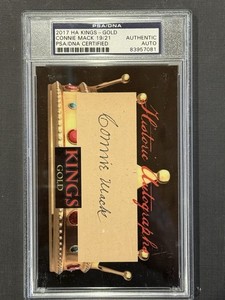 PSA/DNA
2017 HA KINGS - GOLD
CONNIE MACK 19/21
PSA/DNA CERTIFIED
AUTHENTIC
AUTO
83957081
Historic Autographs
Connie Mack
KINGS
GOLD